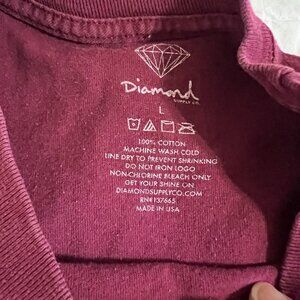 Diamond
SUPPLY CO.
L
100% COTTON
MACHINE WASH COLD
LINE DRY TO PREVENT SHRINKING
DO NOT IRON LOGO
NON-CHLORINE BLEACH ONLY
GET YOUR SHINE ON
DIAMONDSUPPLYCO.COM
RN#137665
MADE IN USA